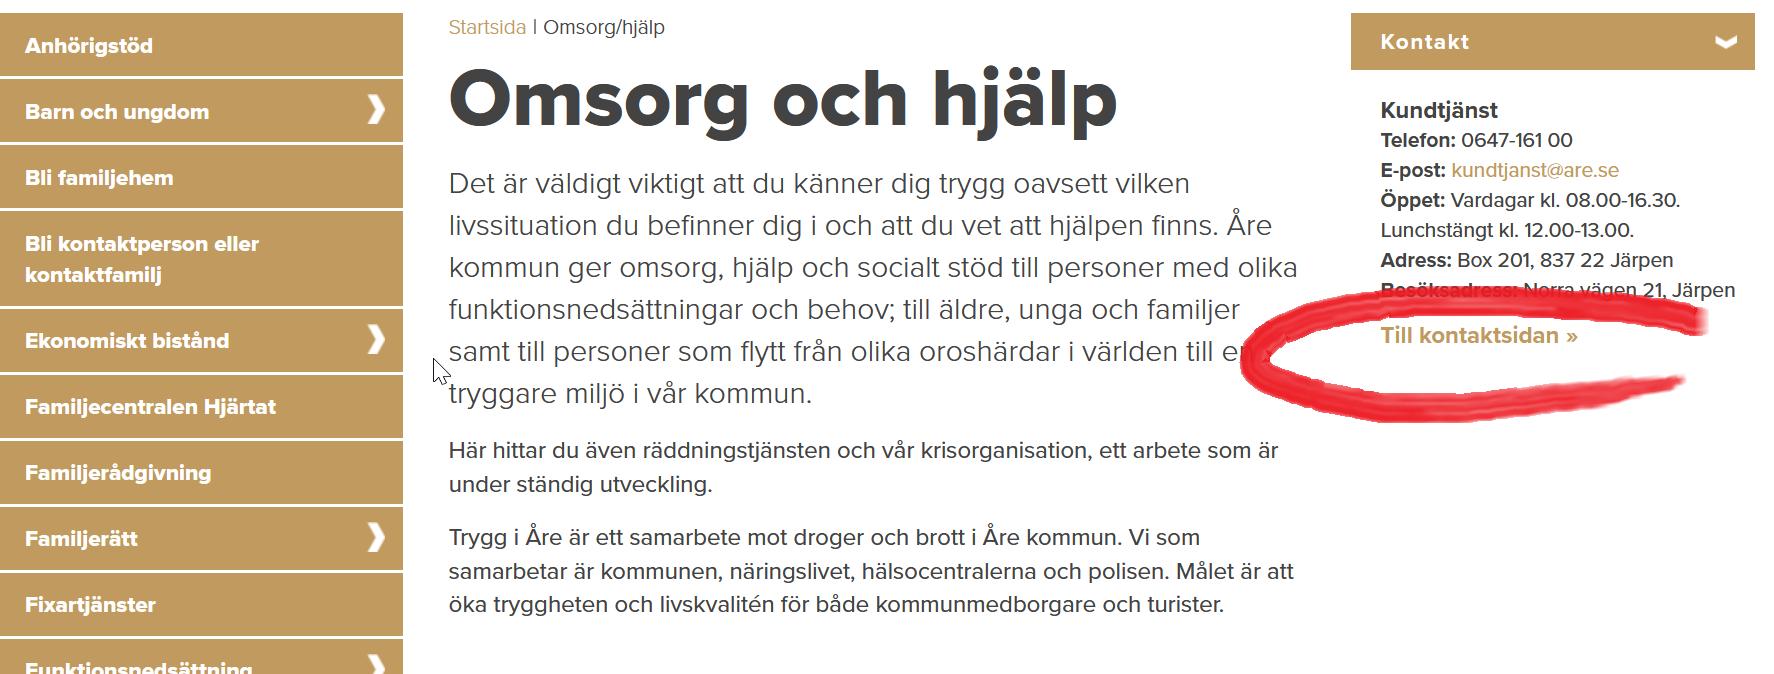 Anhörigstöd
Barn och ungdom
Bli familjehem
Bli kontaktperson eller
kontaktfamilj
Ekonomiskt bistånd
Familjecentralen Hjärtat
Familjerådgivning
Familjerätt
Fixartjänster
Funktionsnedsättning
Startsida | Omsorg/hjälp
Omsorg och hjälp
Det är väldigt viktigt att du känner dig trygg oavsett vilken
livssituation du befinner dig i och att du vet att hjälpen finns. Åre
kommun ger omsorg, hjälp och socialt stöd till personer med olika
funktionsnedsättningar och behov; till äldre, unga och familjer
samt till personer som flytt från olika oroshärdar i världen till en
tryggare miljö i vår kommun.
Här hittar du även räddningstjänsten och vår krisorganisation, ett arbete som är
under ständig utveckling.
Trygg i Åre är ett samarbete mot droger och brott i Åre kommun. Vi som
samarbetar är kommunen, näringslivet, hälsocentralerna och polisen. Målet är att
öka tryggheten och livskvalitén för både kommunmedborgare och turister.
Kontakt
Kundtjänst
Telefon: 0647-161 00
E-post: kundtjanst@are.se
Öppet: Vardagar kl. 08.00-16.30.
Lunchstängt kl. 12.00-13.00.
Adress: Box 201, 837 22 Järpen
Besöksadress: Norra vägen 21, Järpen
Till kontaktsidan »